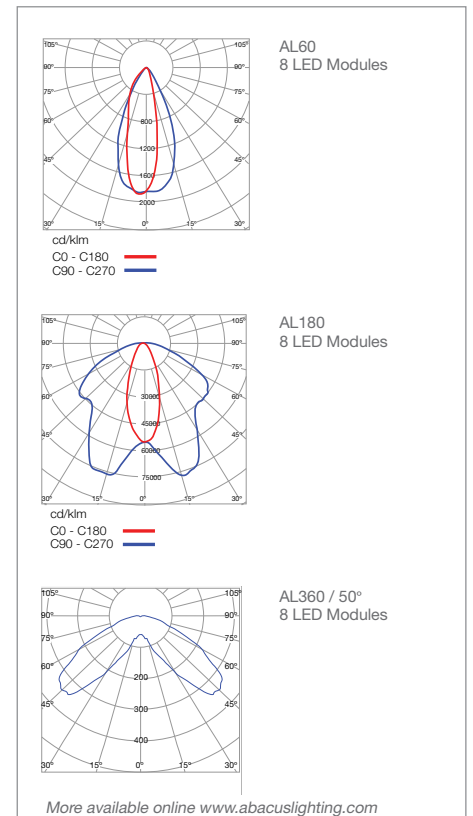 AL60
8 LED Modules
105° 105°
90° 90°
75° 75°
60° 60°
800
45° 45°
1200
1600
2000
30° 15° 0° 15° 30°
cd/klm
C0 - C180
C90 - C270
AL180
8 LED Modules
105° 105°
90° 90°
75° 75°
60° 60°
30000
45° 45°
45000
60000
75000
30° 15° 0° 15° 30°
cd/klm
C0 - C180
C90 - C270
AL360 / 50°
8 LED Modules
105° 105°
90° 90°
75° 75°
60° 60°
200
45° 45°
300
400
30° 15° 0° 15° 30°
More available online www.abacuslighting.com